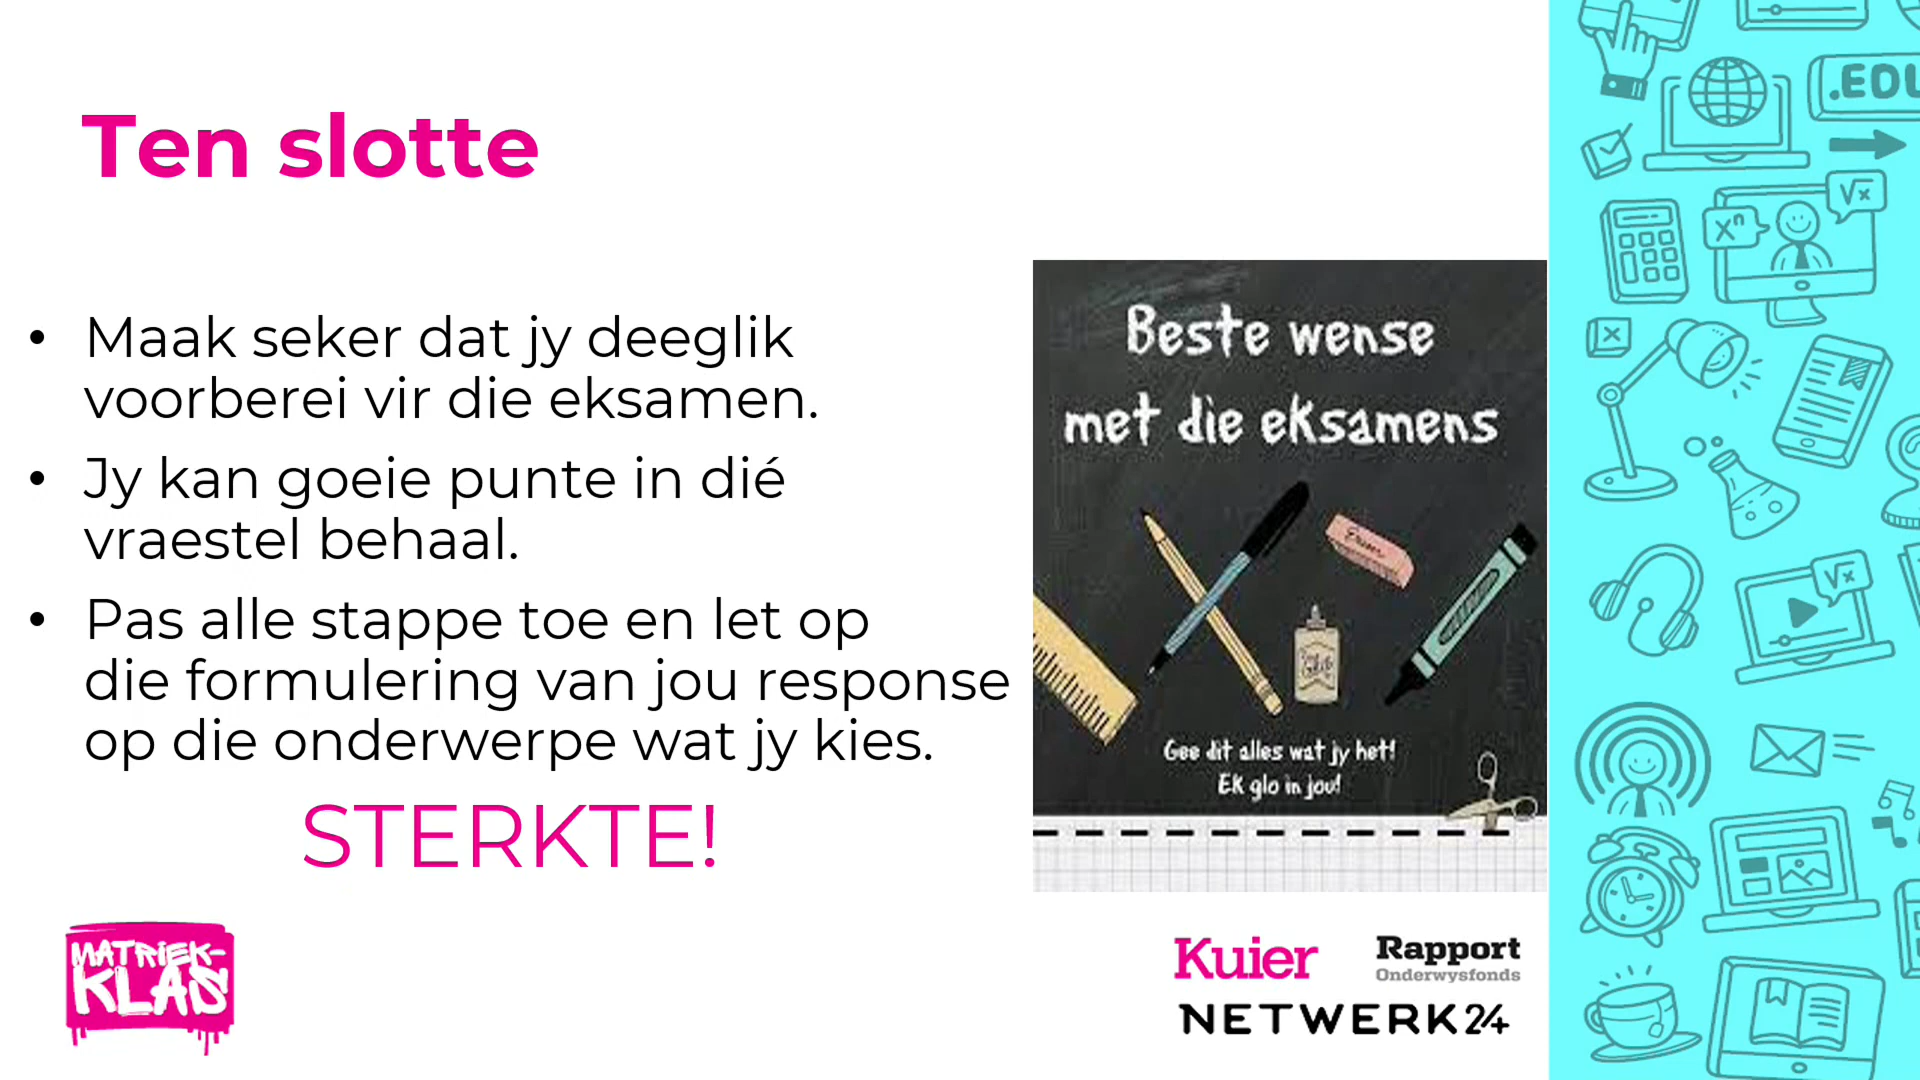 Ten slotte
• Maak seker dat jy deeglik
voorberei vir die eksamen.
• Jy kan goeie punte in dié
vraestel behaal.
• Pas alle stappe toe en let op
die formulering van jou response
op die onderwerpe wat jy kies.
STERKTE!
Beste wense
met die eksamens
Eraser
Gee dit alles wat jy het!
Ek glo in jou!
MATRIEK-
KLAS
Kuier
Rapport
Onderwysfonds
NETWERK24
.EDU
√x
xⁿ
x
√x